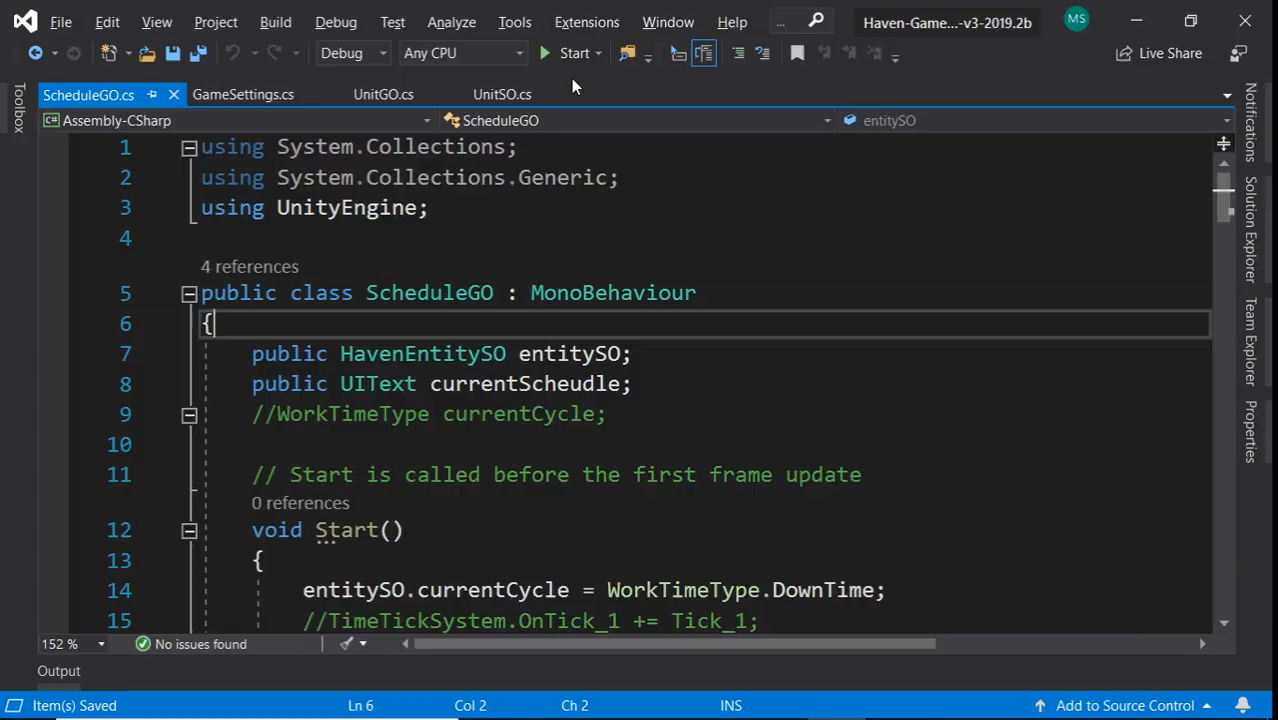 File Edit View Project Build Debug Test Analyze Tools Extensions Window Help ... Haven-Game...-v3-2019.2b MS
Debug Any CPU Start Live Share
ScheduleGO.cs GameSettings.cs UnitGO.cs UnitSO.cs
Assembly-CSharp ScheduleGO entitySO
Toolbox
1 using System.Collections;
2 using System.Collections.Generic;
3 using UnityEngine;
4
4 references
5 public class ScheduleGO : MonoBehaviour
6 {
7 public HavenEntitySO entitySO;
8 public UIText currentScheudle;
9 //WorkTimeType currentCycle;
10
11 // Start is called before the first frame update
0 references
12 void Start()
13 {
14 entitySO.currentCycle = WorkTimeType.DownTime;
15 //TimeTickSystem.OnTick_1 += Tick_1;
Notifications
Solution Explorer
Team Explorer
Properties
152 % No issues found
Output
Item(s) Saved Ln 6 Col 2 Ch 2 INS Add to Source Control